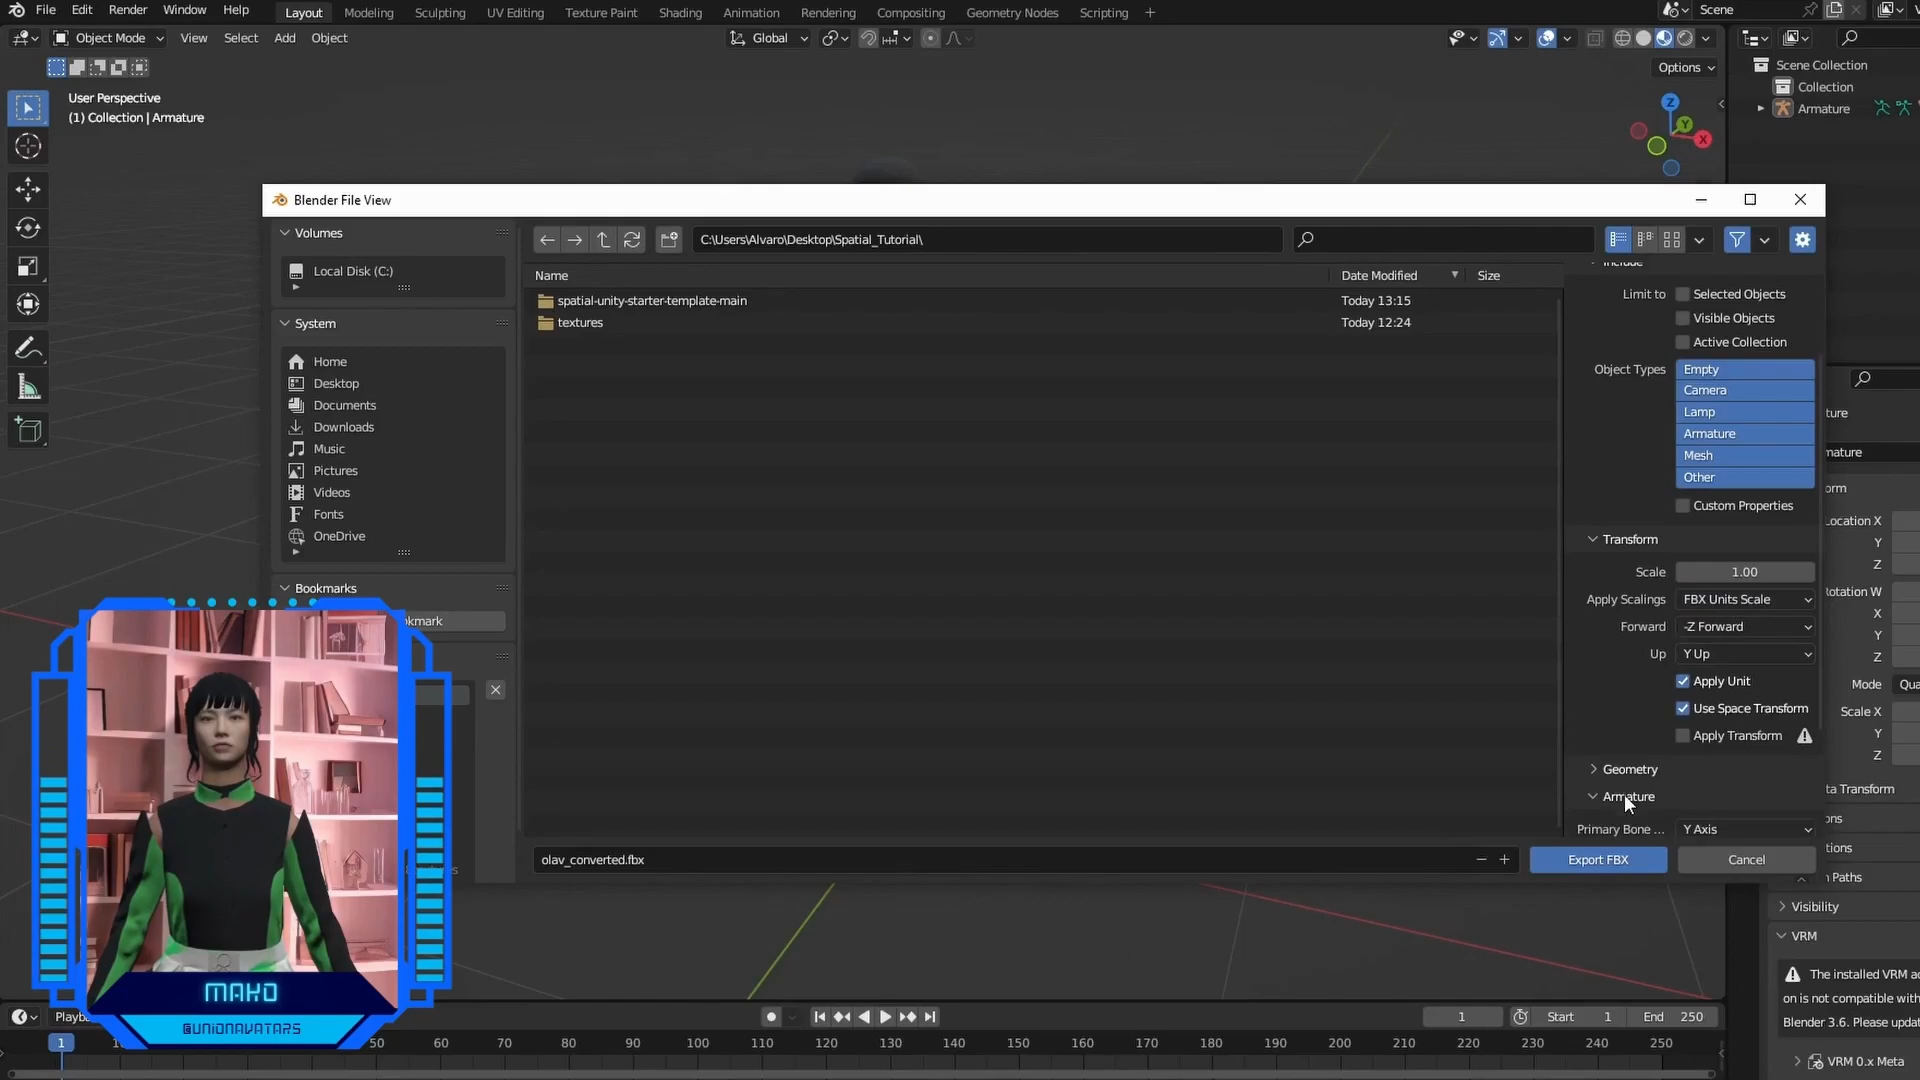 File Edit Render Window Help Layout Modeling Sculpting UV Editing Texture Paint Shading Animation Rendering Compositing Geometry Nodes Scripting + Scene
Object Mode View Select Add Object Global
Options
User Perspective
(1) Collection | Armature
Z
Y
X
Scene Collection
Collection
Armature
Blender File View
Volumes
Local Disk (C:)
System
Home
Desktop
Documents
Downloads
Music
Pictures
Videos
Fonts
OneDrive
Bookmarks
kmark
C:\Users\Alvaro\Desktop\Spatial_Tutorial\
Name Date Modified Size
spatial-unity-starter-template-main Today 13:15
textures Today 12:24
Include
Limit to Selected Objects
Visible Objects
Active Collection
Object Types Empty
Camera
Lamp
Armature
Mesh
Other
Custom Properties
Transform
Scale 1.00
Apply Scalings FBX Units Scale
Forward -Z Forward
Up Y Up
Apply Unit
Use Space Transform
Apply Transform
Geometry
Armature
Primary Bone ... Y Axis
olav_converted.fbx − + Export FBX Cancel
ture
mature
orm
Location X
Y
Z
Rotation W
X
Y
Z
Mode Qua
Scale X
Y
Z
ta Transform
ons
tions
n Paths
Visibility
VRM
The installed VRM ad
on is not compatible with
Blender 3.6. Please updat
VRM 0.x Meta
MAKO
@UNIONAVATARS
Playba
1 Start 1 End 250
1 50 60 70 80 90 100 110 120 130 140 150 160 170 180 190 200 210 220 230 240 250